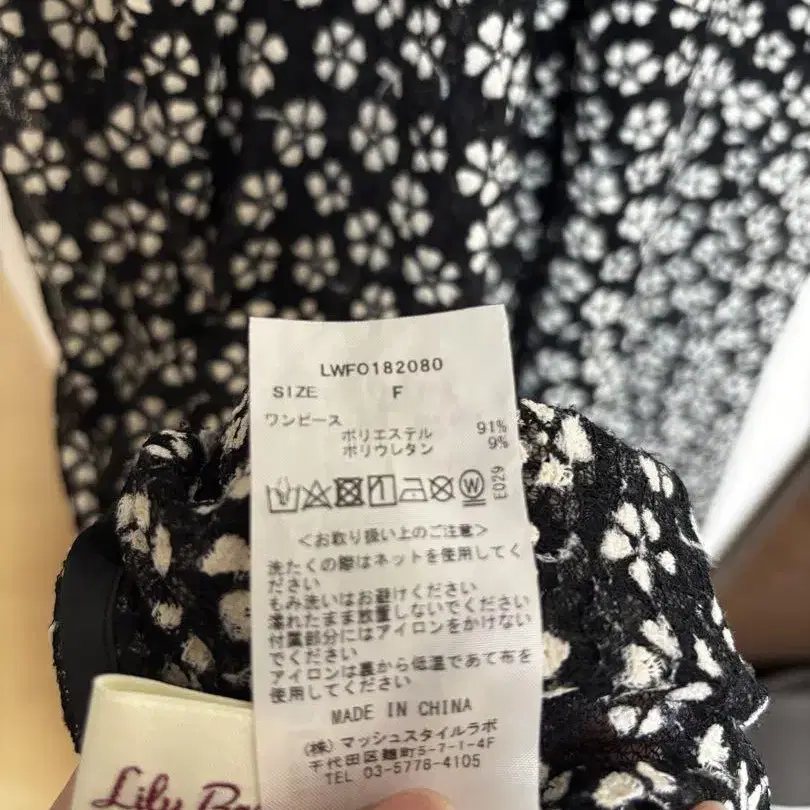 LWFO182080
SIZE F
ワンピース
ポリエステル 91%
ポリウレタン 9%
E029
<お取り扱い上のご注意>
洗たくの際はネットを使用してく
ださい
もみ洗いはお避けください
濡れたまま放置しないでください
付属部分にはアイロンをかけない
でください
アイロンは裏から低温であて布を
使用してください
MADE IN CHINA
(株)マッシュスタイルラボ
千代田区麹町5-7-1-4F
TEL 03-5778-4105
Lily